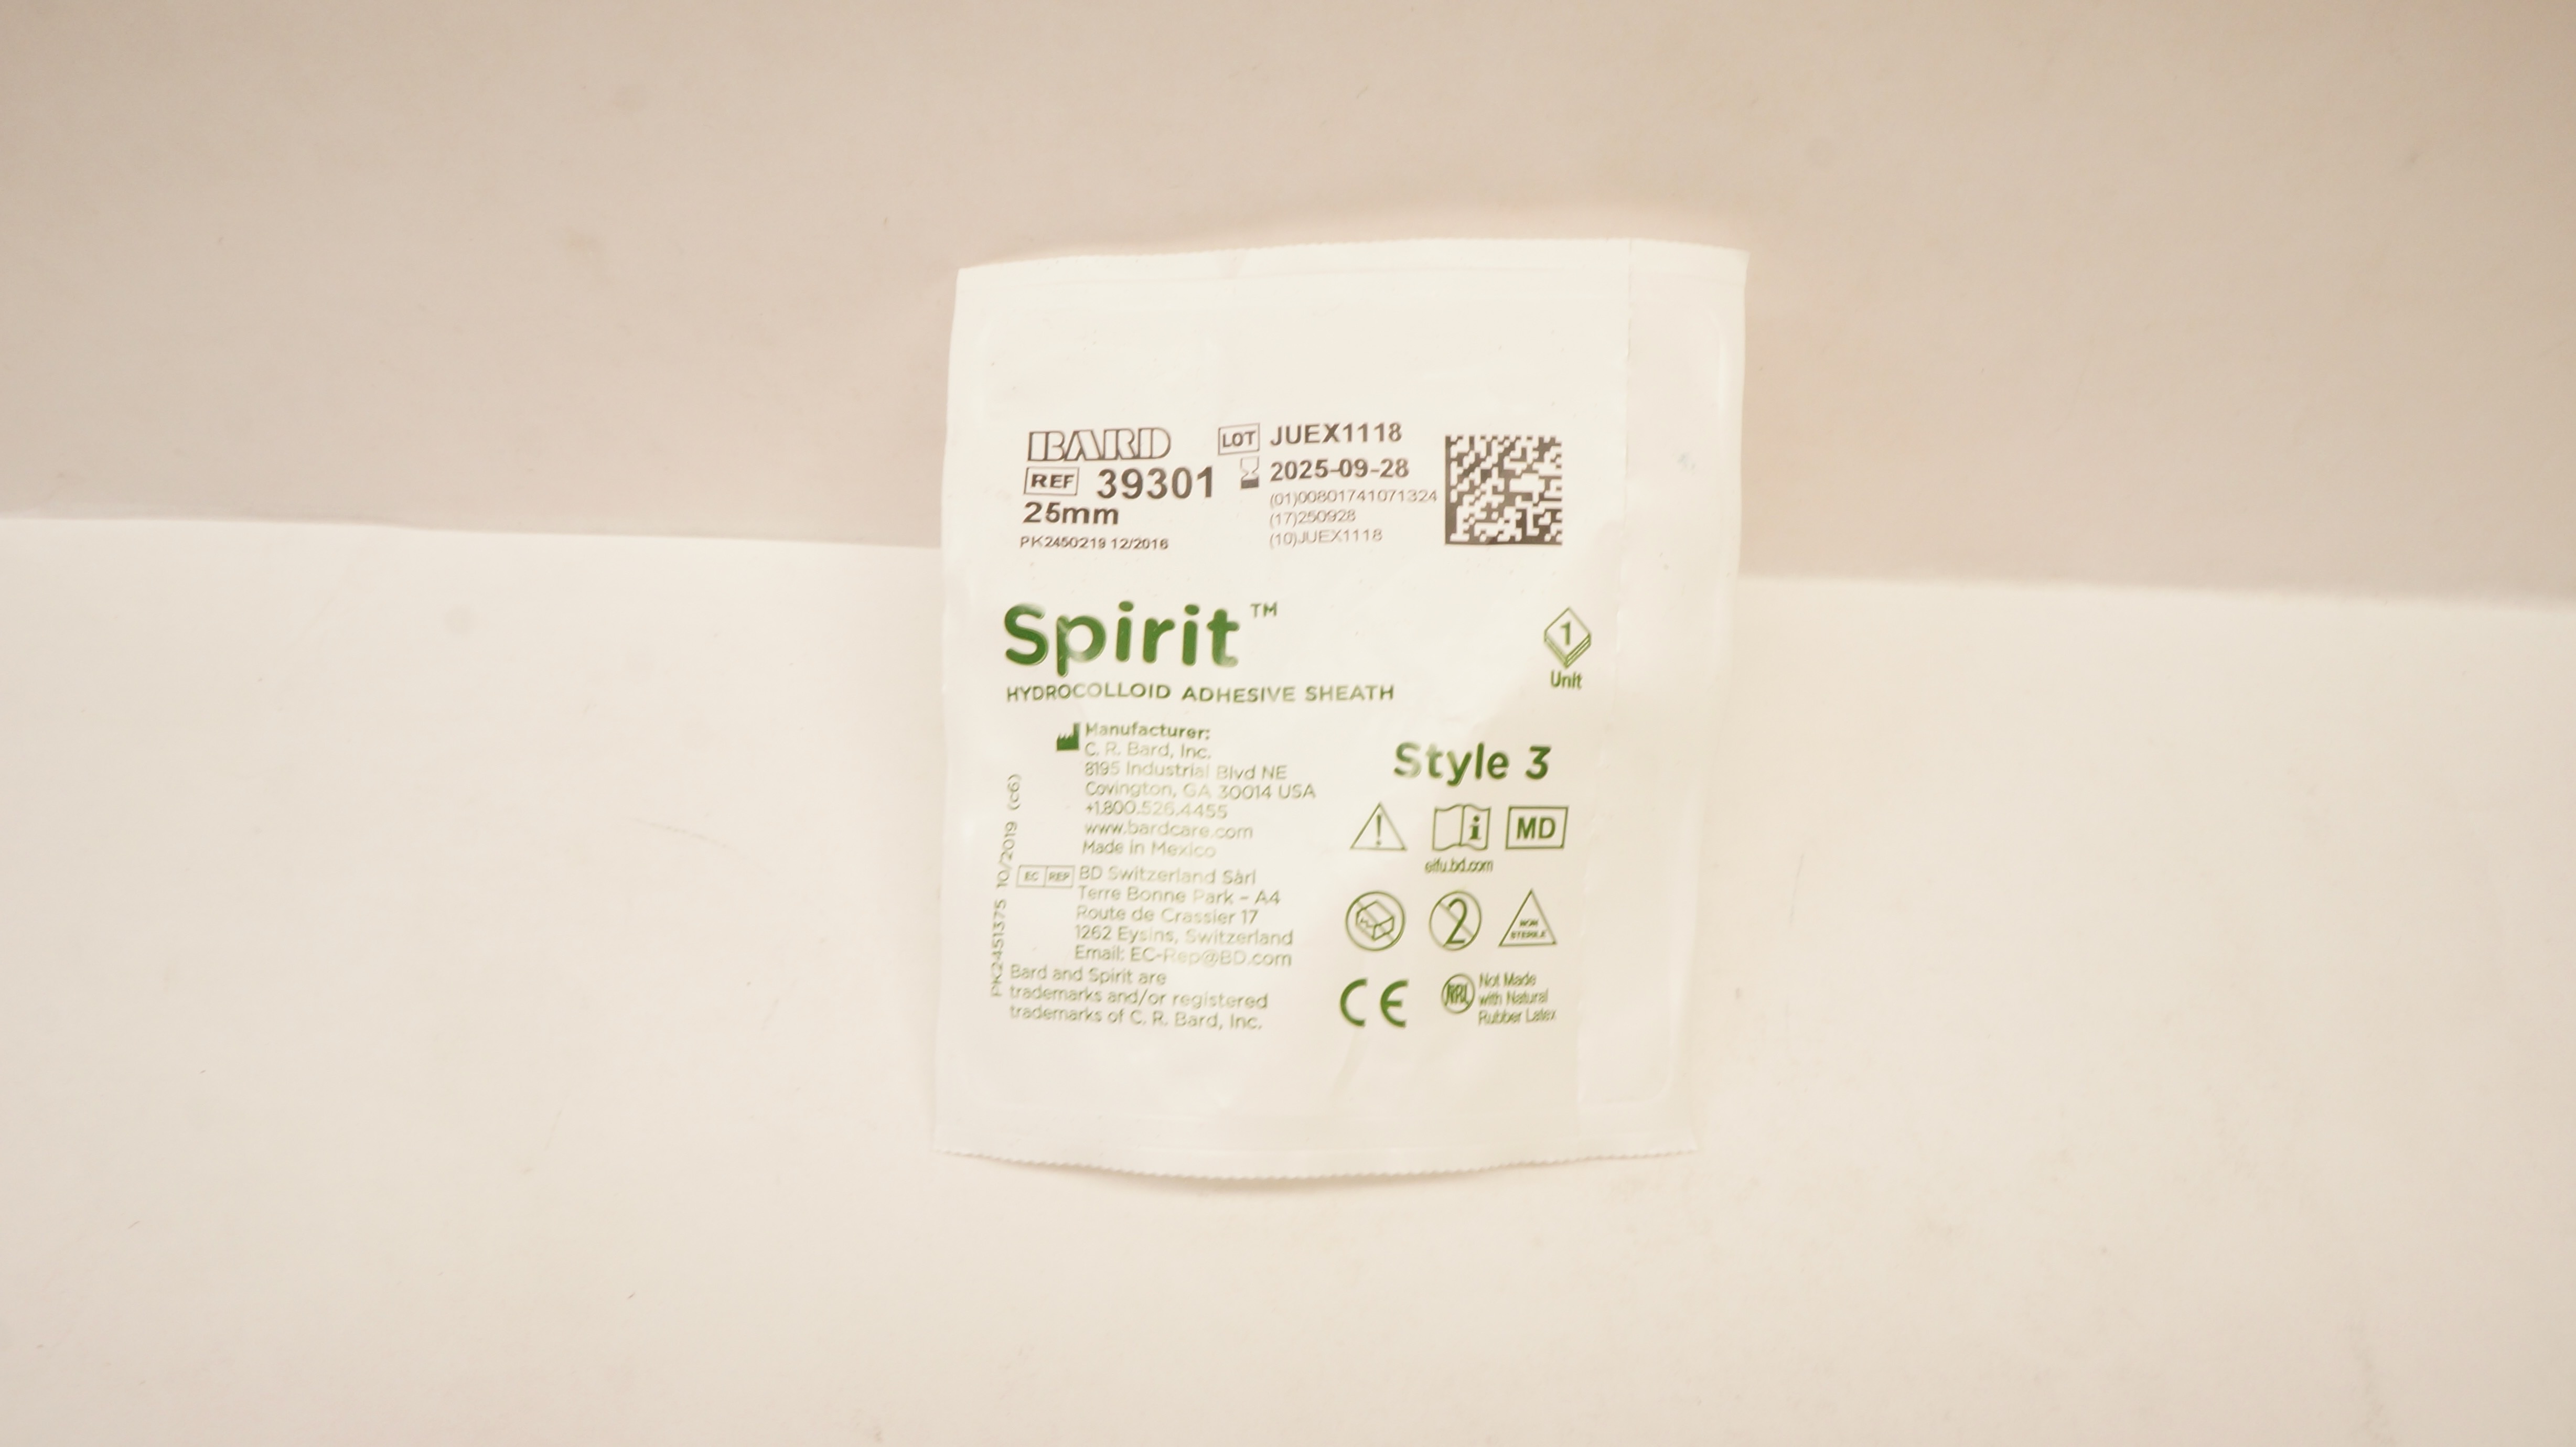 BARD
REF 39301
25mm
PK2450219 12/2016
LOT JUEX1118
2025-09-28
(01)00801741071324
(17)250928
(10)JUEX1118
Spirit™
HYDROCOLLOID ADHESIVE SHEATH
1
Unit
Manufacturer:
C. R. Bard, Inc.
8195 Industrial Blvd NE
Covington, GA 30014 USA
+1.800.526.4455
www.bardcare.com
Made in Mexico
EC REP BD Switzerland Sàrl
Terre Bonne Park – A4
Route de Crassier 17
1262 Eysins, Switzerland
Email: EC-Rep@BD.com
Bard and Spirit are
trademarks and/or registered
trademarks of C. R. Bard, Inc.
PK2451375 10/2019 (c6)
Style 3
MD
eifu.bd.com
2
NON
STERILE
CE
Not Made
with Natural
Rubber Latex